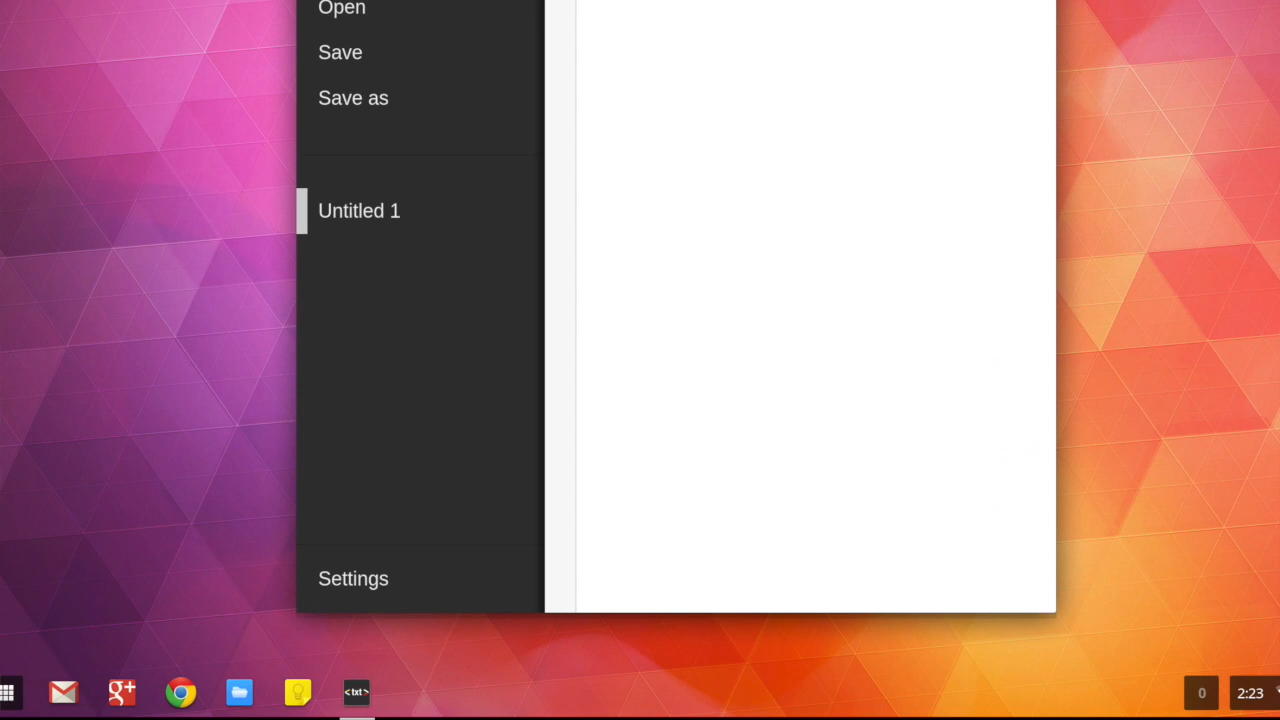 Open
Save
Save as
Untitled 1
Settings
g+
<txt>
0
2:23